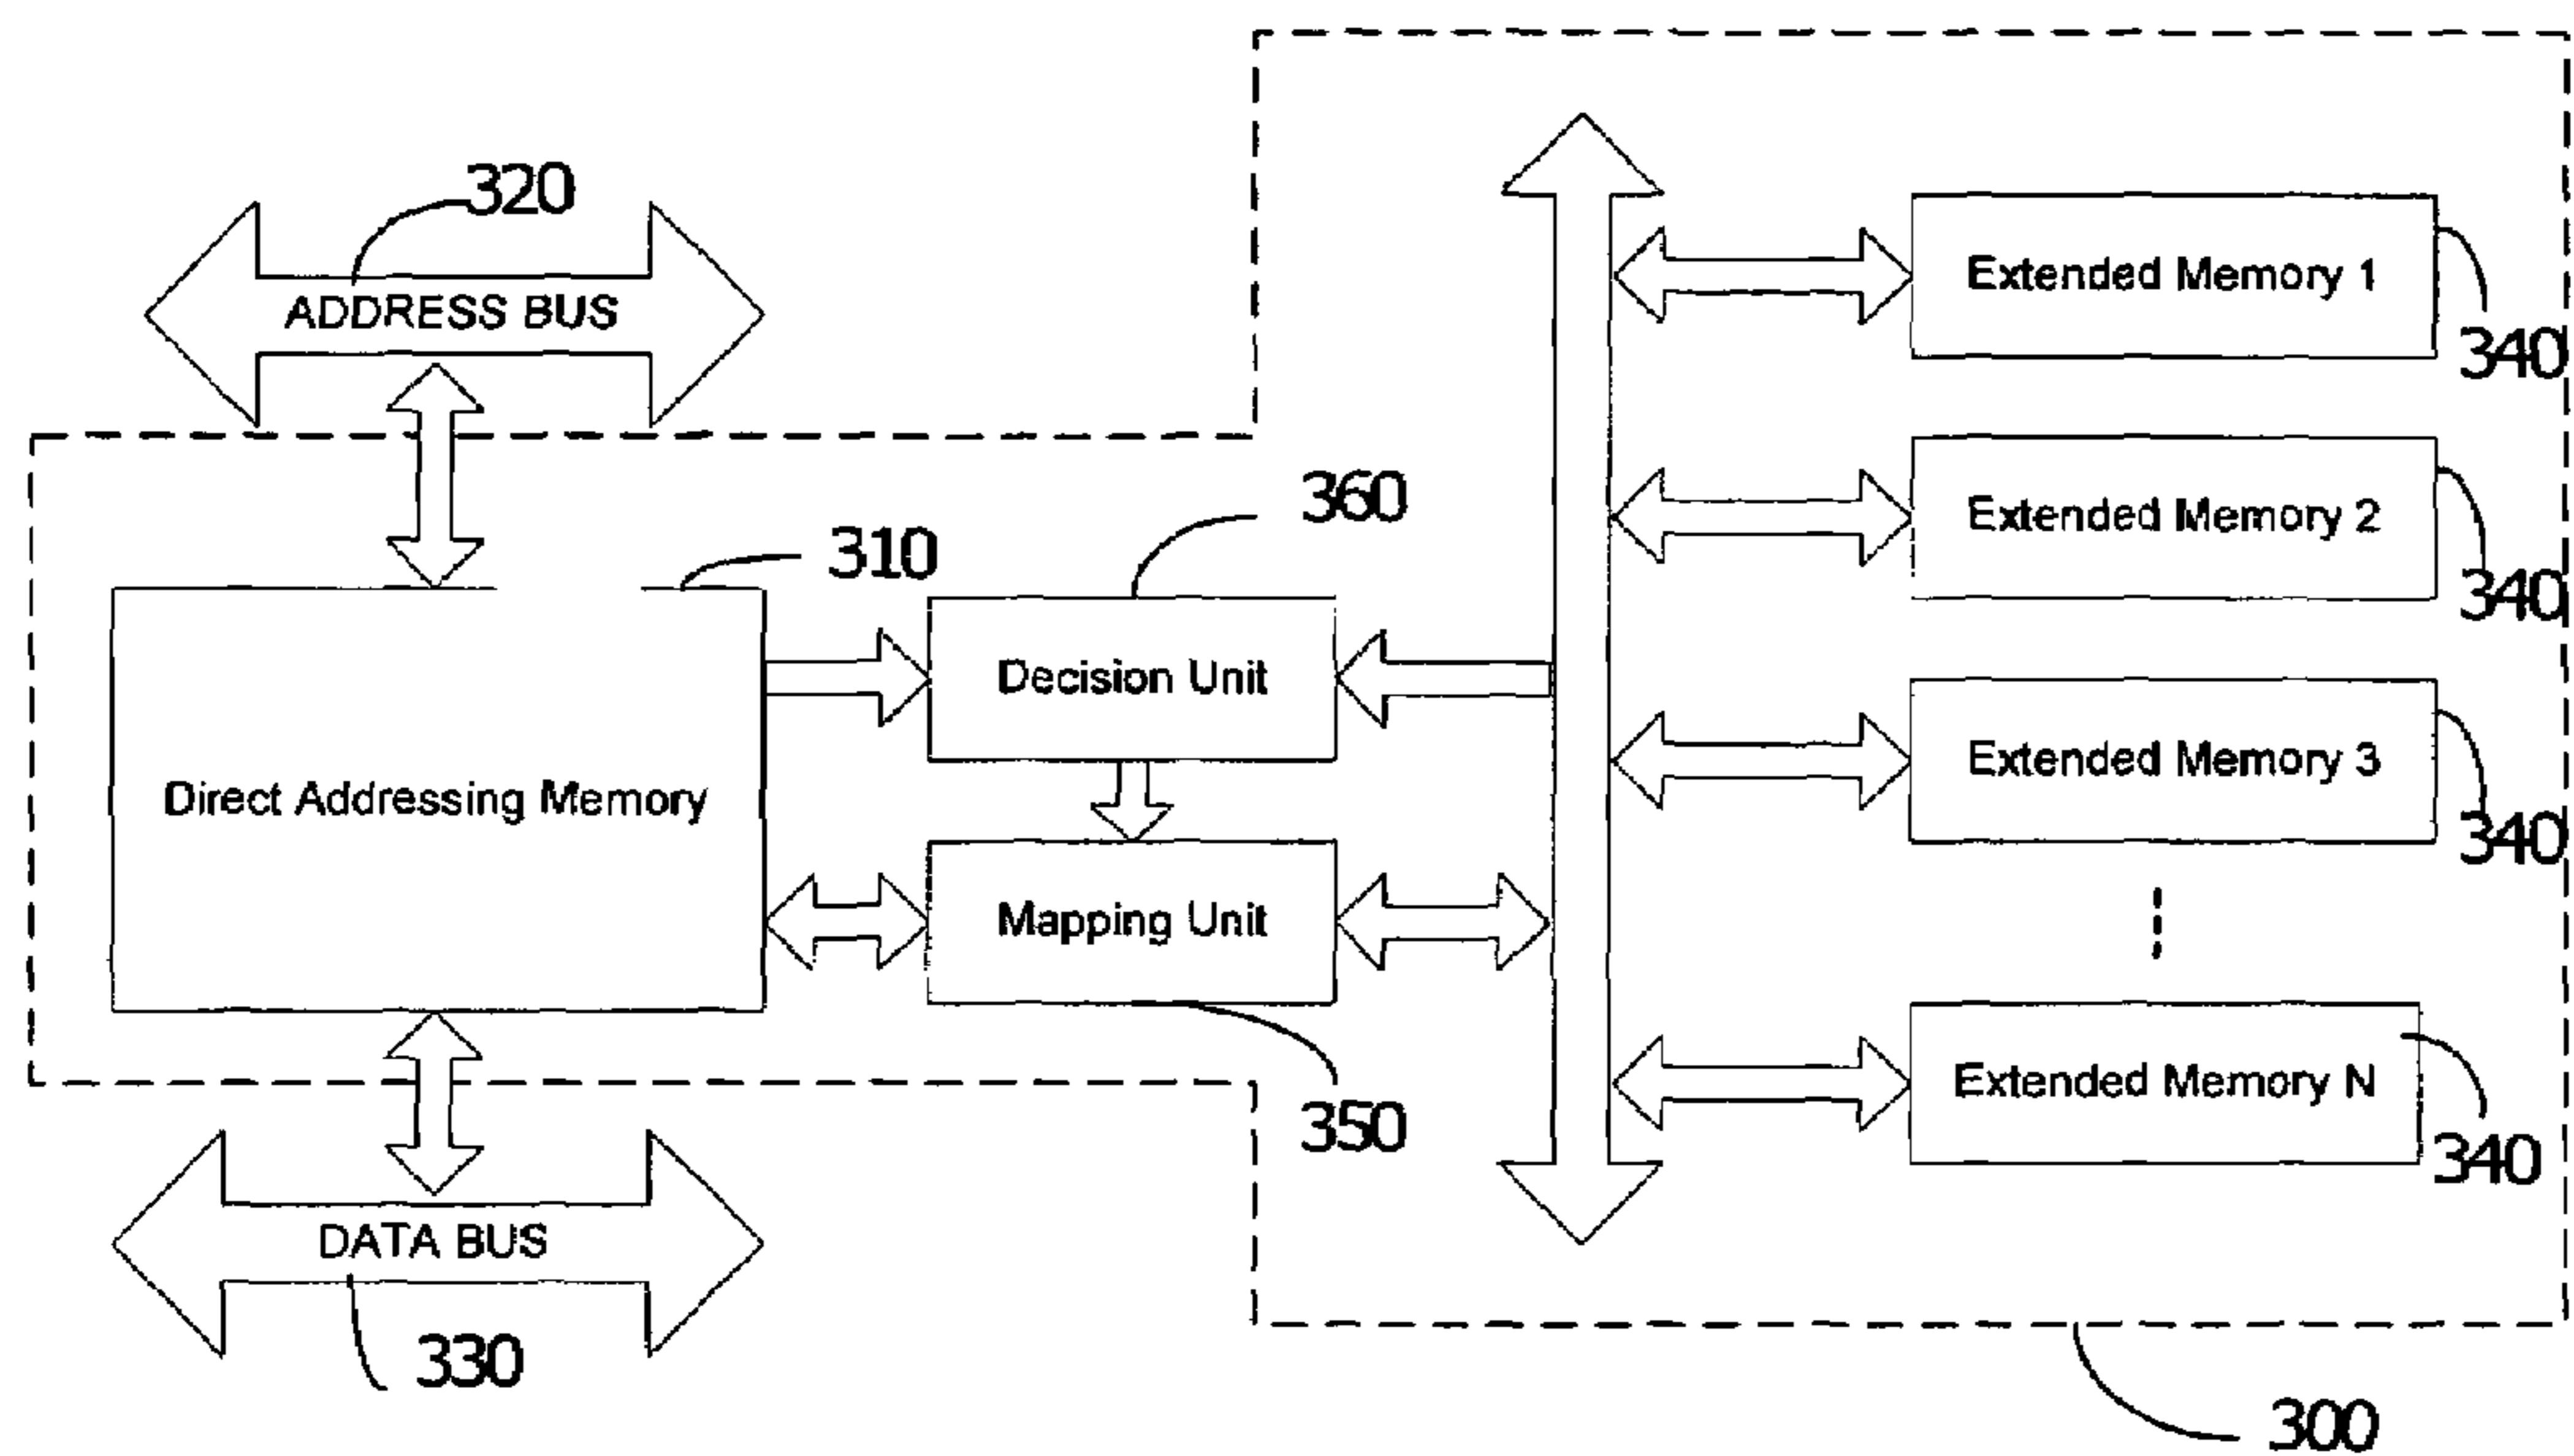 320
ADDRESS BUS
Extended Memory 1
340
360
Extended Memory 2
310
340
Decision Unit
Direct Addressing Memory
Extended Memory 3
340
Mapping Unit
Extended Memory N
350
340
DATA BUS
330
300